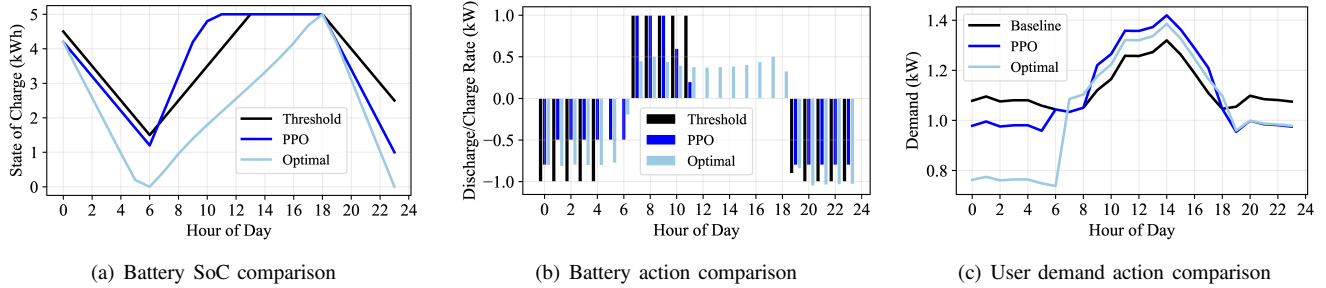 State of Charge (kWh)
5
4
3
2
1
0
Threshold
PPO
Optimal
0 2 4 6 8 10 12 14 16 18 20 22 24
Hour of Day
(a) Battery SoC comparison
Discharge/Charge Rate (kW)
1.0
0.5
0.0
−0.5
−1.0
Threshold
PPO
Optimal
0 2 4 6 8 10 12 14 16 18 20 22 24
Hour of Day
(b) Battery action comparison
Demand (kW)
1.4
1.2
1.0
0.8
Baseline
PPO
Optimal
0 2 4 6 8 10 12 14 16 18 20 22 24
Hour of Day
(c) User demand action comparison